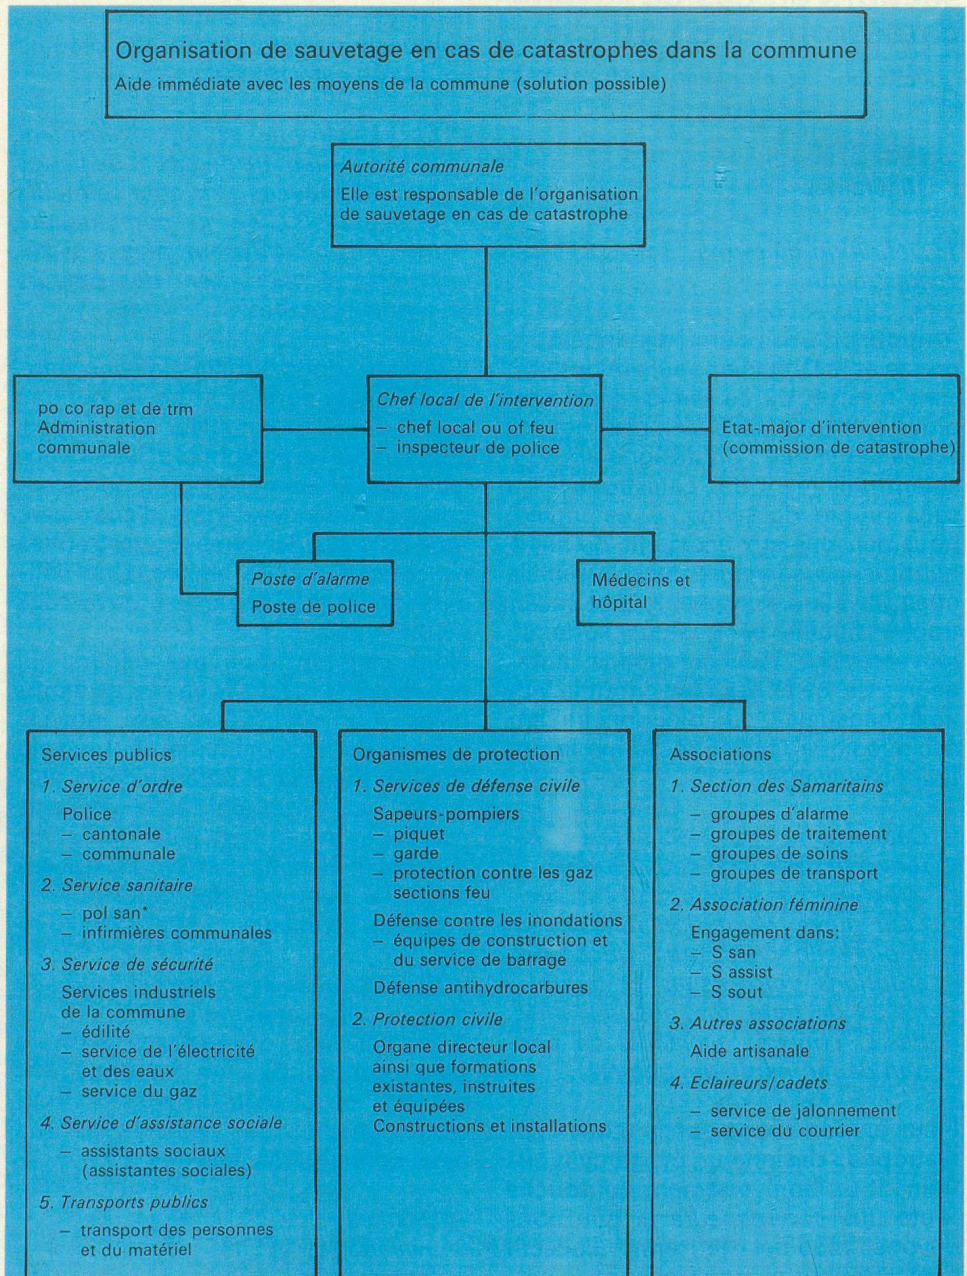 Organisation de sauvetage en cas de catastrophes dans la commune
Aide immédiate avec les moyens de la commune (solution possible)
Autorité communale
Elle est responsable de l'organisation
de sauvetage en cas de catastrophe
po co rap et de trm
Administration
communale
Chef local de l'intervention
– chef local ou of feu
– inspecteur de police
Etat-major d'intervention
(commission de catastrophe)
Poste d'alarme
Poste de police
Médecins et
hôpital
Services publics
1. Service d'ordre
Police
– cantonale
– communale
2. Service sanitaire
– pol san*
– infirmières communales
3. Service de sécurité
Services industriels
de la commune
– édilité
– service de l'électricité
et des eaux
– service du gaz
4. Service d'assistance sociale
– assistants sociaux
(assistantes sociales)
5. Transports publics
– transport des personnes
et du matériel
Organismes de protection
1. Services de défense civile
Sapeurs-pompiers
– piquet
– garde
– protection contre les gaz
sections feu
Défense contre les inondations
– équipes de construction et
du service de barrage
Défense antihydrocarbures
2. Protection civile
Organe directeur local
ainsi que formations
existantes, instruites
et équipées
Constructions et installations
Associations
1. Section des Samaritains
– groupes d'alarme
– groupes de traitement
– groupes de soins
– groupes de transport
2. Association féminine
Engagement dans:
– S san
– S assist
– S sout
3. Autres associations
Aide artisanale
4. Eclaireurs/cadets
– service de jalonnement
– service du courrier